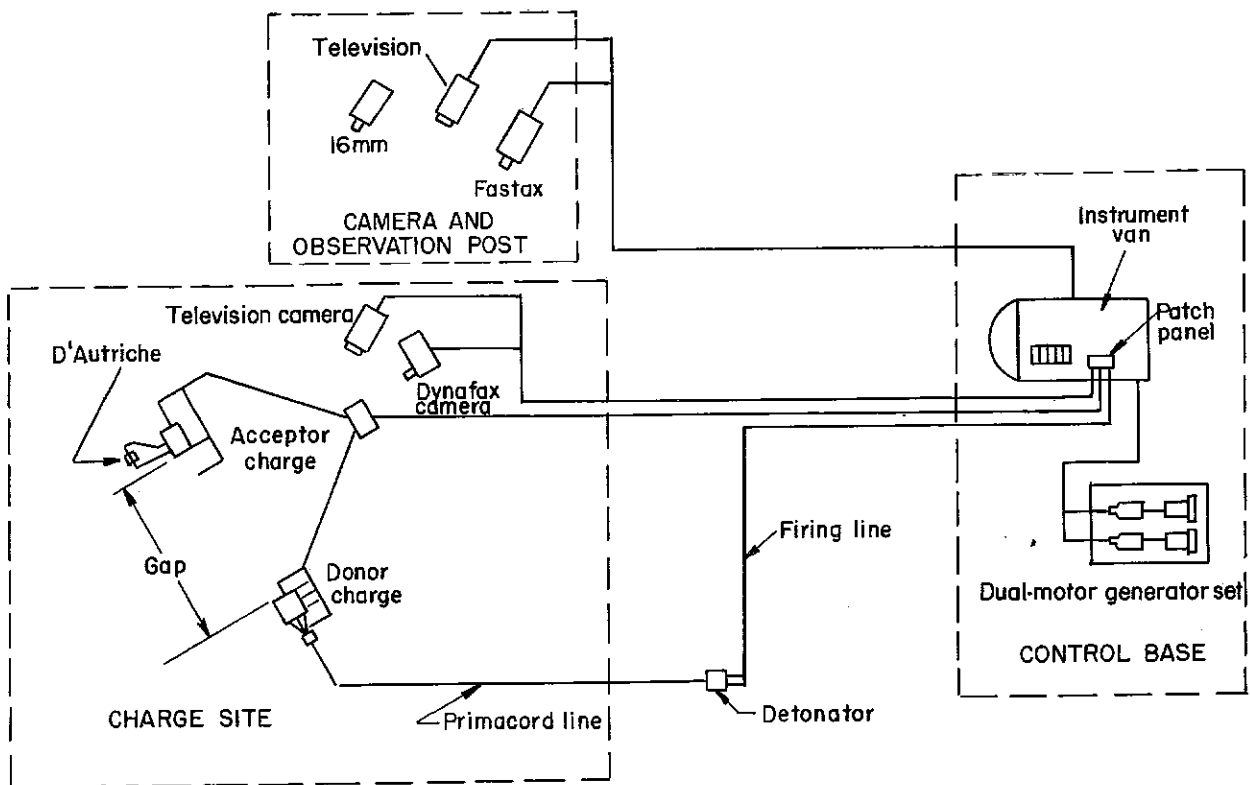 Television
16mm
Fastax
CAMERA AND
OBSERVATION POST
Instrument
van
Patch
panel
Television camera
D'Autriche
Dynafax
camera
Acceptor
charge
Gap
Donor
charge
Firing line
Dual-motor generator set
CONTROL BASE
CHARGE SITE
Primacord line
Detonator